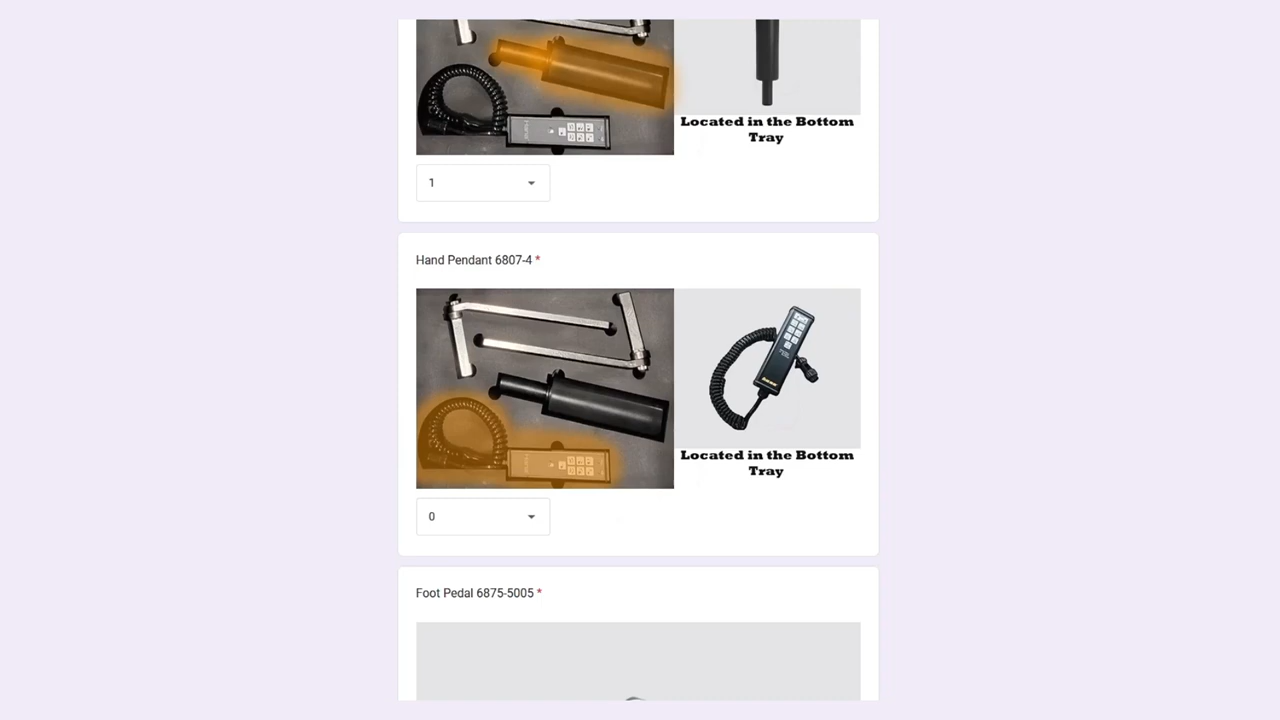 Located in the Bottom
Tray
1
Hand Pendant 6807-4 *
Located in the Bottom
Tray
0
Foot Pedal 6875-5005 *